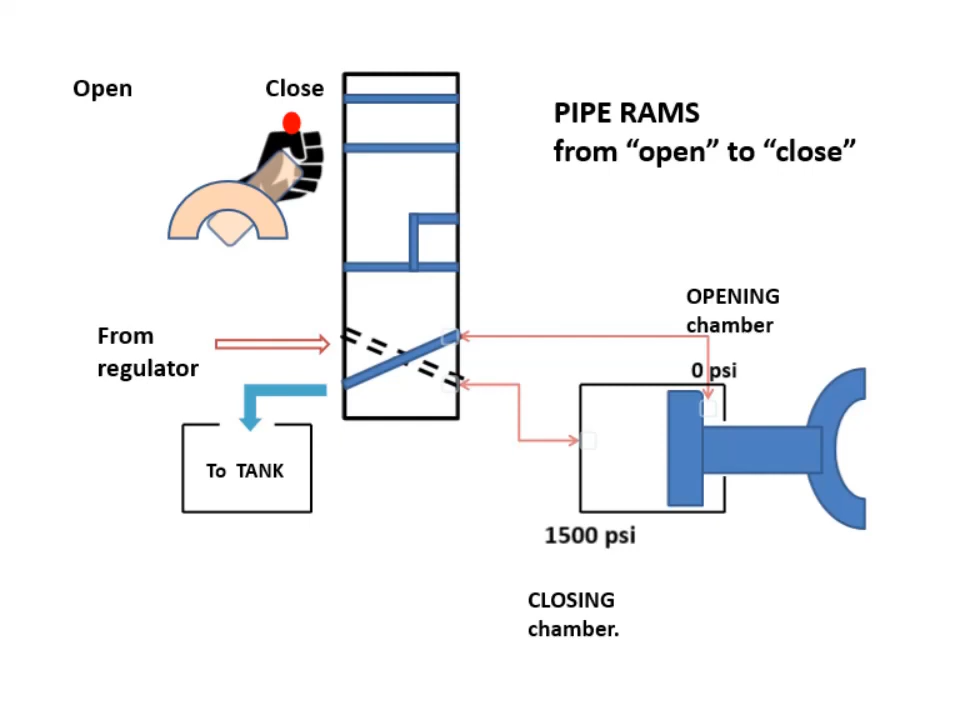 Open
Close
PIPE RAMS
from “open” to “close”
OPENING
chamber
From
regulator
0 psi
To TANK
1500 psi
CLOSING
chamber.